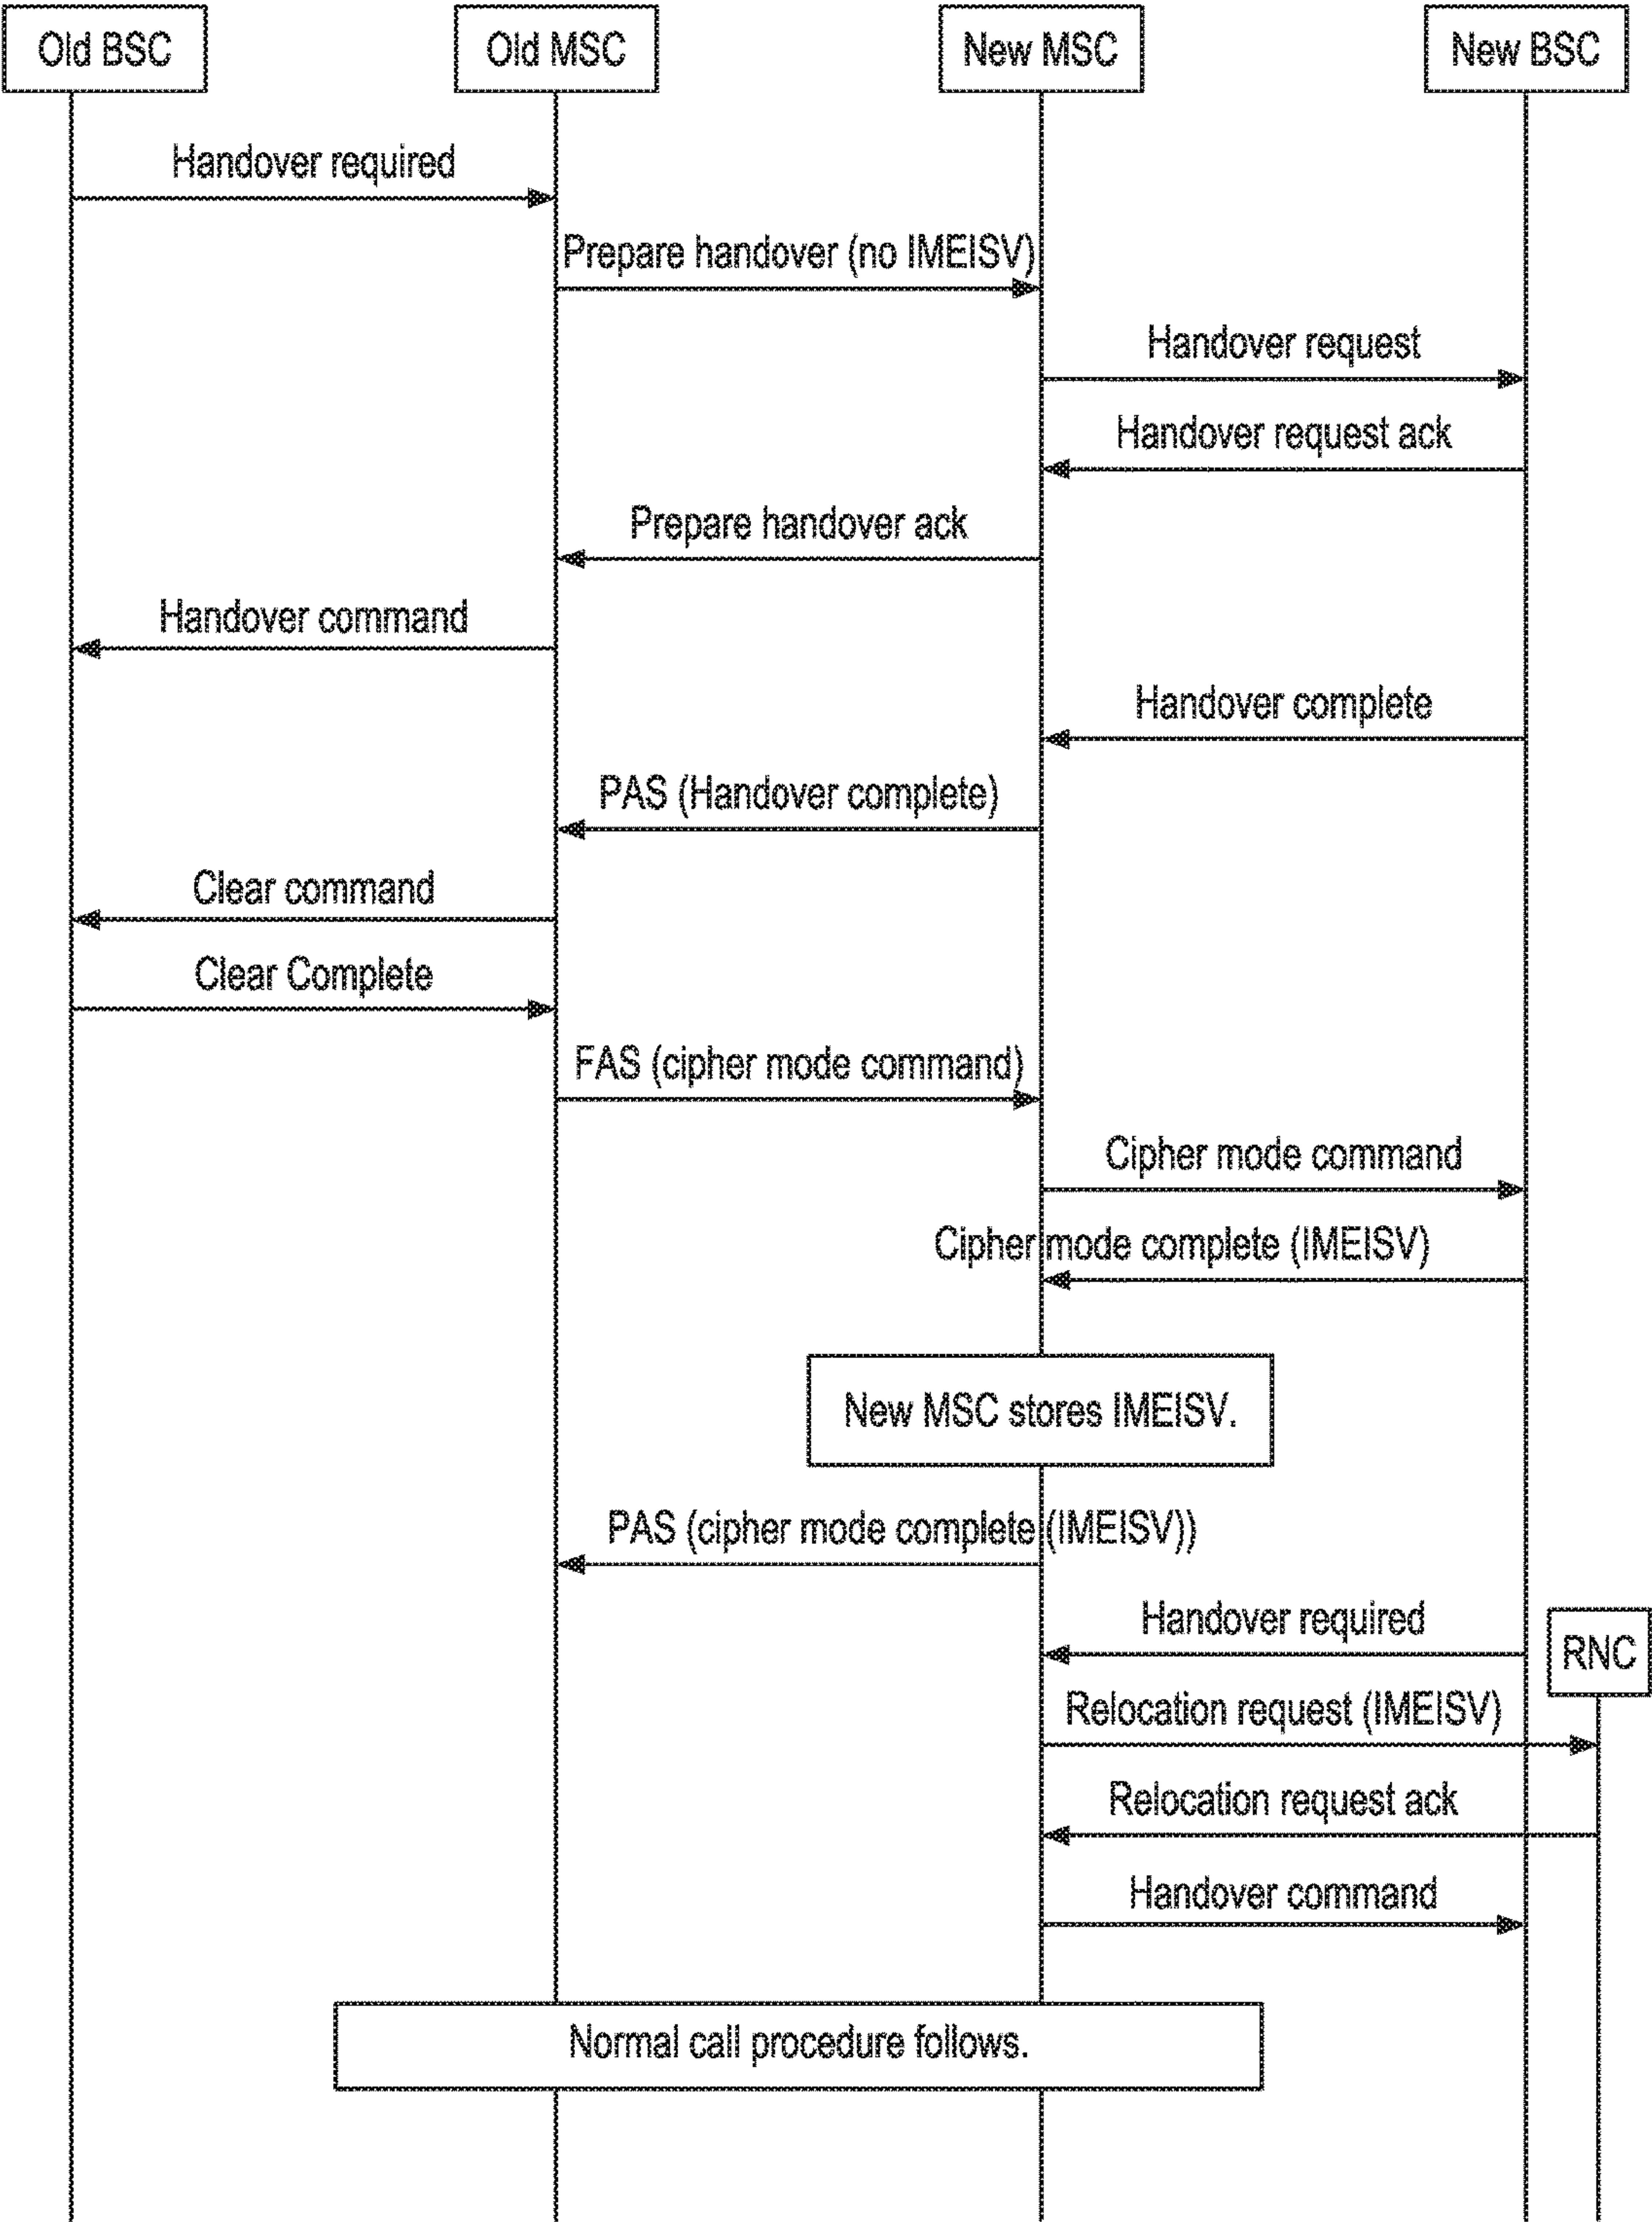 Old BSC
Old MSC
New MSC
New BSC
Handover required
Prepare handover (no IMEISV)
Handover request
Handover request ack
Prepare handover ack
Handover command
Handover complete
PAS (Handover complete)
Clear command
Clear Complete
FAS (cipher mode command)
Cipher mode command
Cipher mode complete (IMEISV)
New MSC stores IMEISV.
PAS (cipher mode complete (IMEISV))
Handover required
RNC
Relocation request (IMEISV)
Relocation request ack
Handover command
Normal call procedure follows.